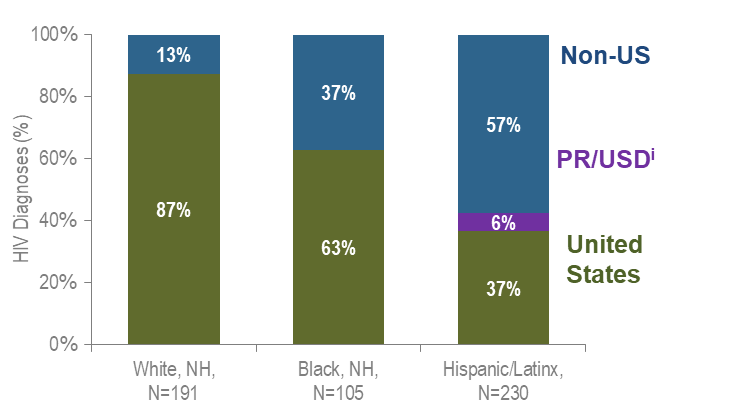 100%
80%
60%
40%
20%
0%
HIV Diagnoses (%)
13%
87%
37%
63%
57%
6%
37%
Non-US
PR/USDⁱ
United
States
White, NH,
N=191
Black, NH,
N=105
Hispanic/Latinx,
N=230